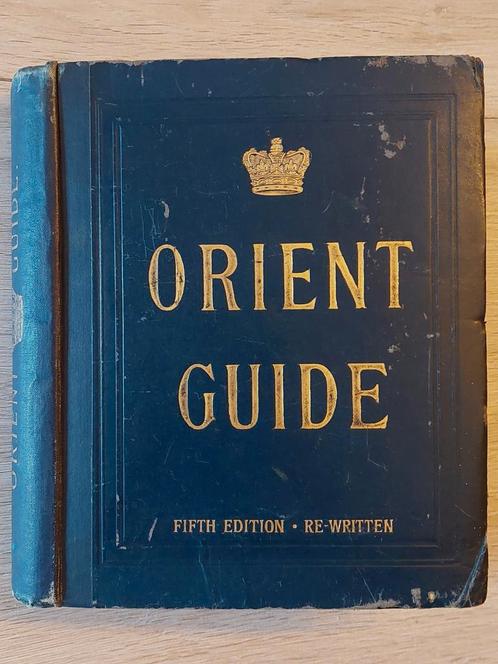 ORIENT
GUIDE
FIFTH EDITION • RE-WRITTEN
ORIENT GUIDE.